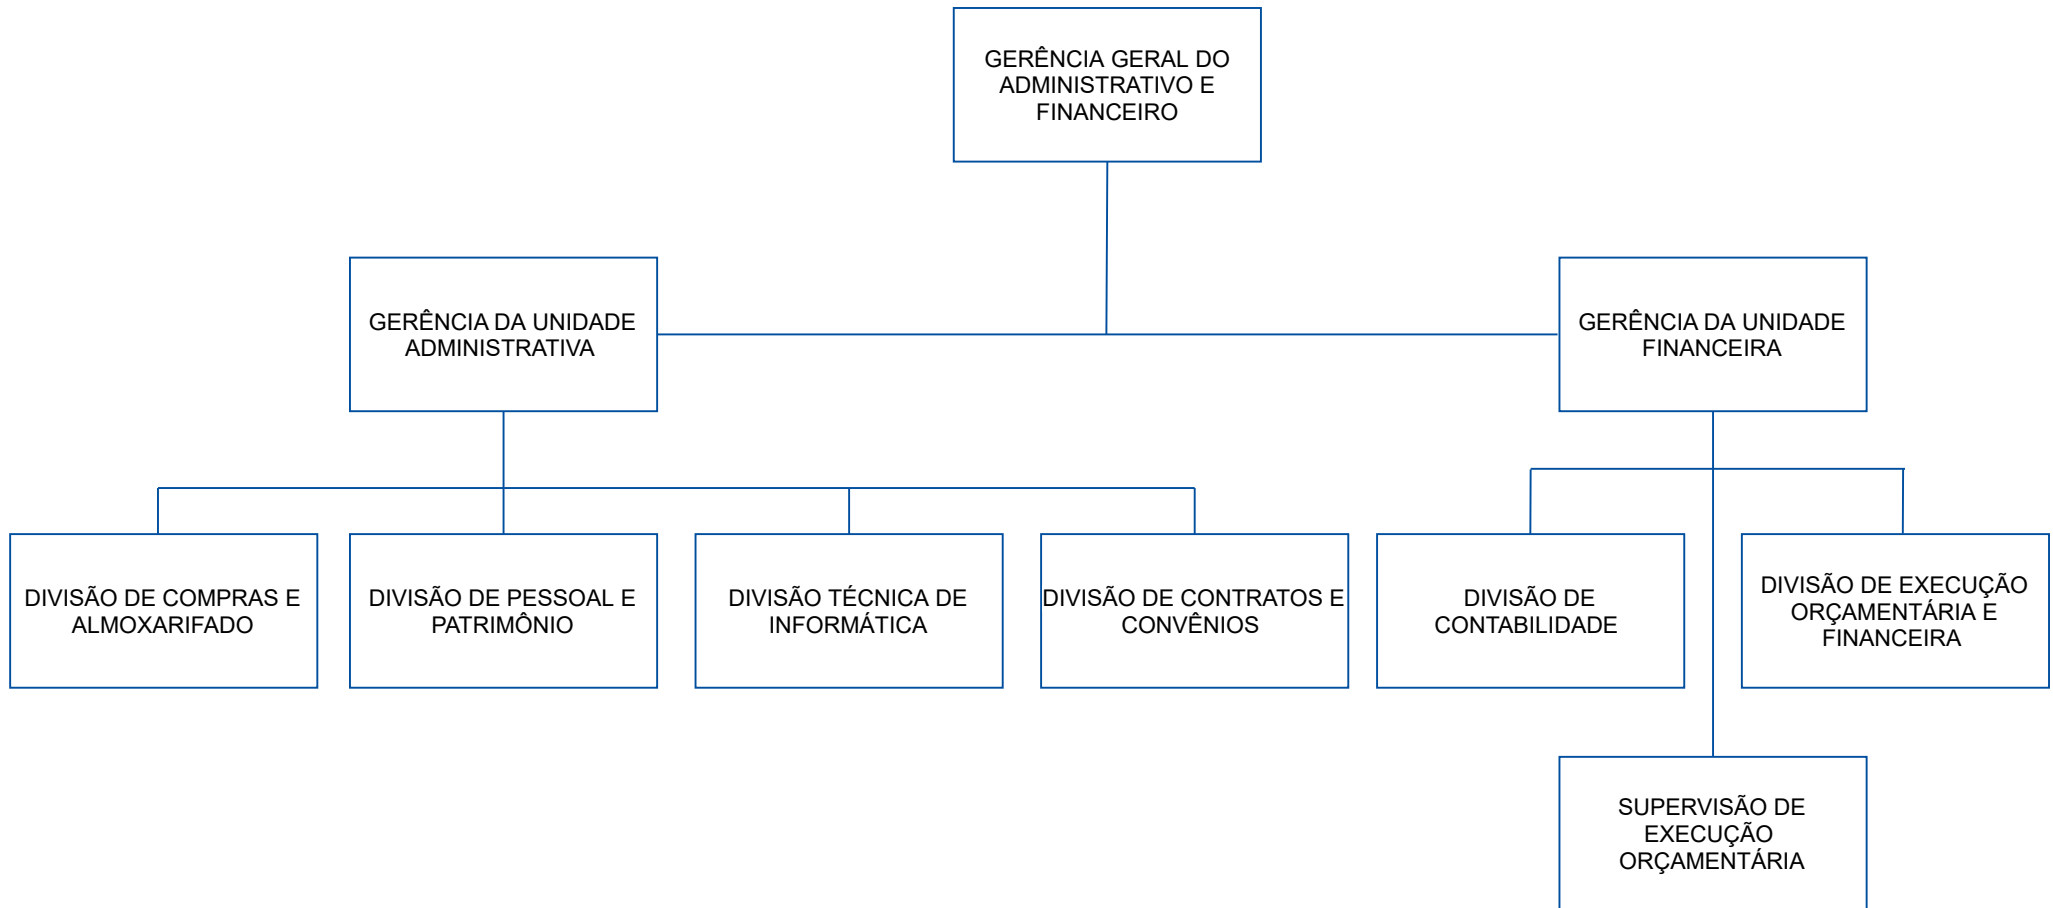 GERÊNCIA GERAL DO
ADMINISTRATIVO E
FINANCEIRO
GERÊNCIA DA UNIDADE
ADMINISTRATIVA
GERÊNCIA DA UNIDADE
FINANCEIRA
DIVISÃO DE COMPRAS E
ALMOXARIFADO
DIVISÃO DE PESSOAL E
PATRIMÔNIO
DIVISÃO TÉCNICA DE
INFORMÁTICA
DIVISÃO DE CONTRATOS E
CONVÊNIOS
DIVISÃO DE
CONTABILIDADE
DIVISÃO DE EXECUÇÃO
ORÇAMENTÁRIA E
FINANCEIRA
SUPERVISÃO DE
EXECUÇÃO
ORÇAMENTÁRIA